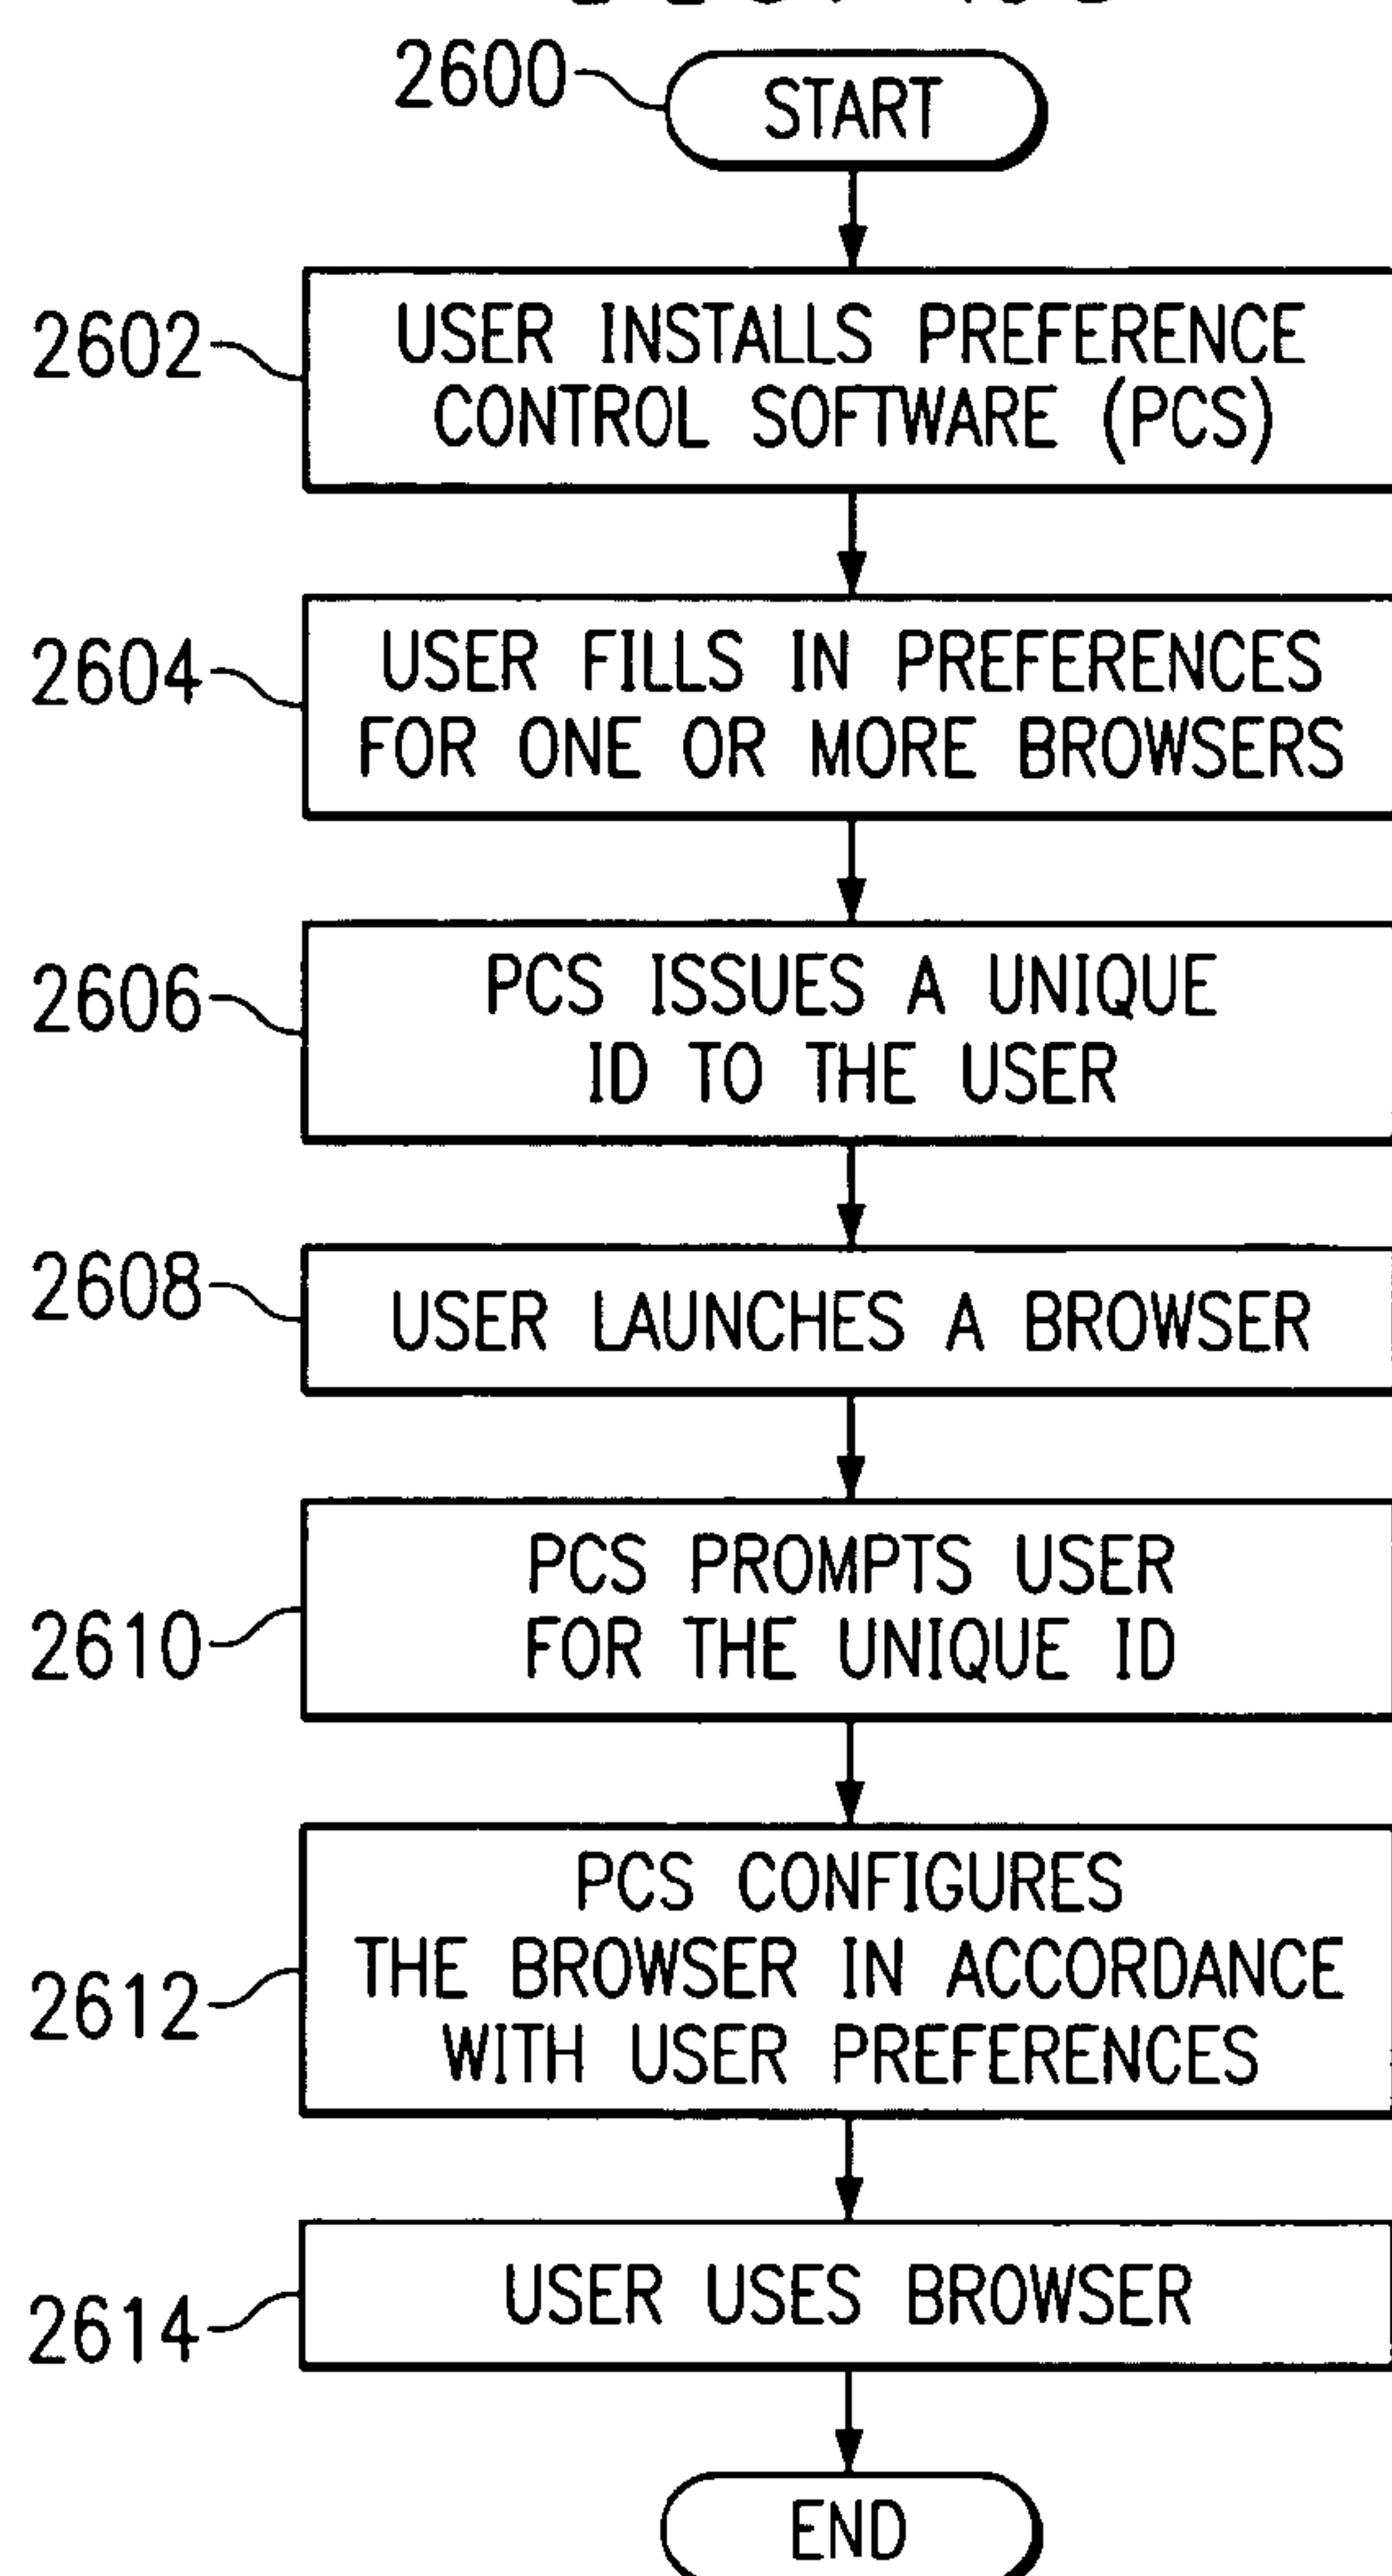 2600
START
2602
USER INSTALLS PREFERENCE
CONTROL SOFTWARE (PCS)
2604
USER FILLS IN PREFERENCES
FOR ONE OR MORE BROWSERS
2606
PCS ISSUES A UNIQUE
ID TO THE USER
2608
USER LAUNCHES A BROWSER
2610
PCS PROMPTS USER
FOR THE UNIQUE ID
2612
PCS CONFIGURES
THE BROWSER IN ACCORDANCE
WITH USER PREFERENCES
2614
USER USES BROWSER
END